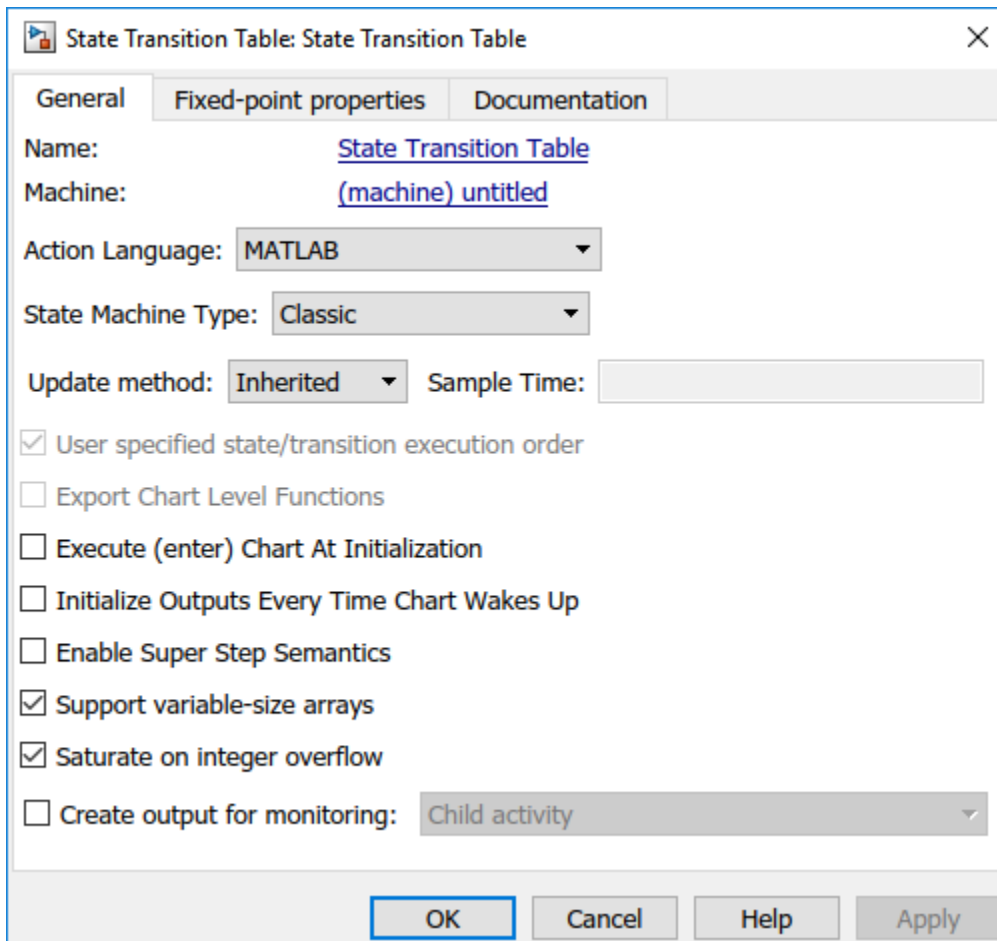 State Transition Table: State Transition Table
General Fixed-point properties Documentation
Name: State Transition Table
Machine: (machine) untitled
Action Language: MATLAB
State Machine Type: Classic
Update method: Inherited Sample Time:
User specified state/transition execution order
Export Chart Level Functions
Execute (enter) Chart At Initialization
Initialize Outputs Every Time Chart Wakes Up
Enable Super Step Semantics
Support variable-size arrays
Saturate on integer overflow
Create output for monitoring: Child activity
OK Cancel Help Apply